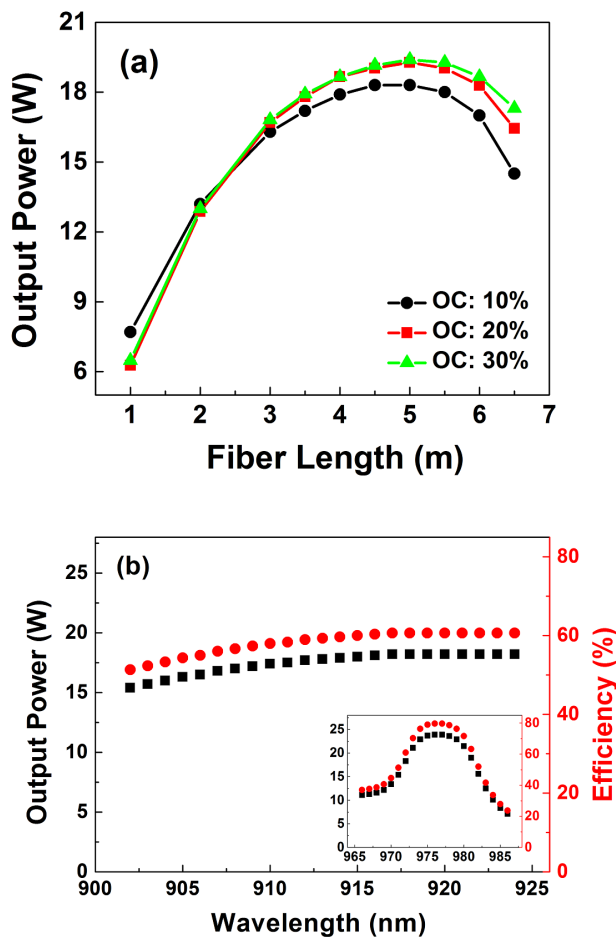 (a)
Output Power (W)
21
18
15
12
9
6
OC: 10%
OC: 20%
OC: 30%
1 2 3 4 5 6 7
Fiber Length (m)
(b)
Output Power (W)
25
20
15
10
5
0
80
60
40
20
0
Efficiency (%)
25
20
15
10
5
0
80
60
40
20
0
965 970 975 980 985
900 905 910 915 920 925
Wavelength (nm)